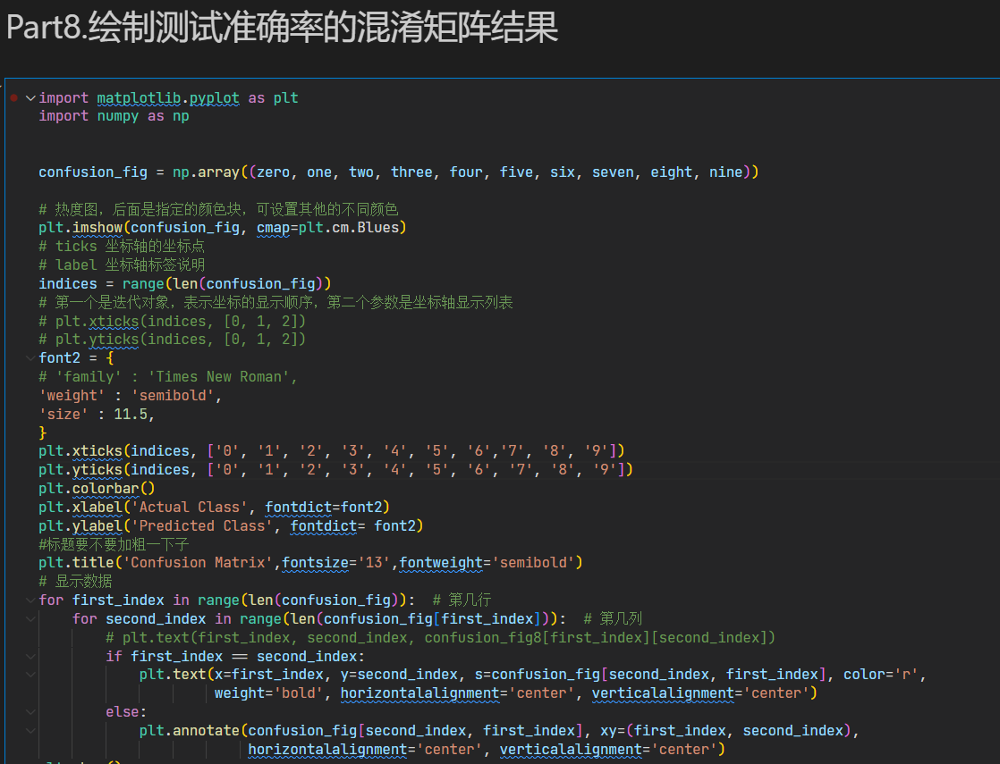 Part8.绘制测试准确率的混淆矩阵结果
import matplotlib.pyplot as plt
import numpy as np
confusion_fig = np.array((zero, one, two, three, four, five, six, seven, eight, nine))
# 热度图，后面是指定的颜色块，可设置其他的不同颜色
plt.imshow(confusion_fig, cmap=plt.cm.Blues)
# ticks 坐标轴的坐标点
# label 坐标轴标签说明
indices = range(len(confusion_fig))
# 第一个是迭代对象，表示坐标的显示顺序，第二个参数是坐标轴显示列表
# plt.xticks(indices, [0, 1, 2])
# plt.yticks(indices, [0, 1, 2])
font2 = {
# 'family' : 'Times New Roman',
'weight' : 'semibold',
'size' : 11.5,
}
plt.xticks(indices, ['0', '1', '2', '3', '4', '5', '6','7', '8', '9'])
plt.yticks(indices, ['0', '1', '2', '3', '4', '5', '6', '7', '8', '9'])
plt.colorbar()
plt.xlabel('Actual Class', fontdict=font2)
plt.ylabel('Predicted Class', fontdict= font2)
#标题要不要加粗一下子
plt.title('Confusion Matrix',fontsize='13',fontweight='semibold')
# 显示数据
for first_index in range(len(confusion_fig)):  # 第几行
    for second_index in range(len(confusion_fig[first_index])):  # 第几列
        # plt.text(first_index, second_index, confusion_fig8[first_index][second_index])
        if first_index == second_index:
            plt.text(x=first_index, y=second_index, s=confusion_fig[second_index, first_index], color='r',
                     weight='bold', horizontalalignment='center', verticalalignment='center')
        else:
            plt.annotate(confusion_fig[second_index, first_index], xy=(first_index, second_index),
                         horizontalalignment='center', verticalalignment='center')